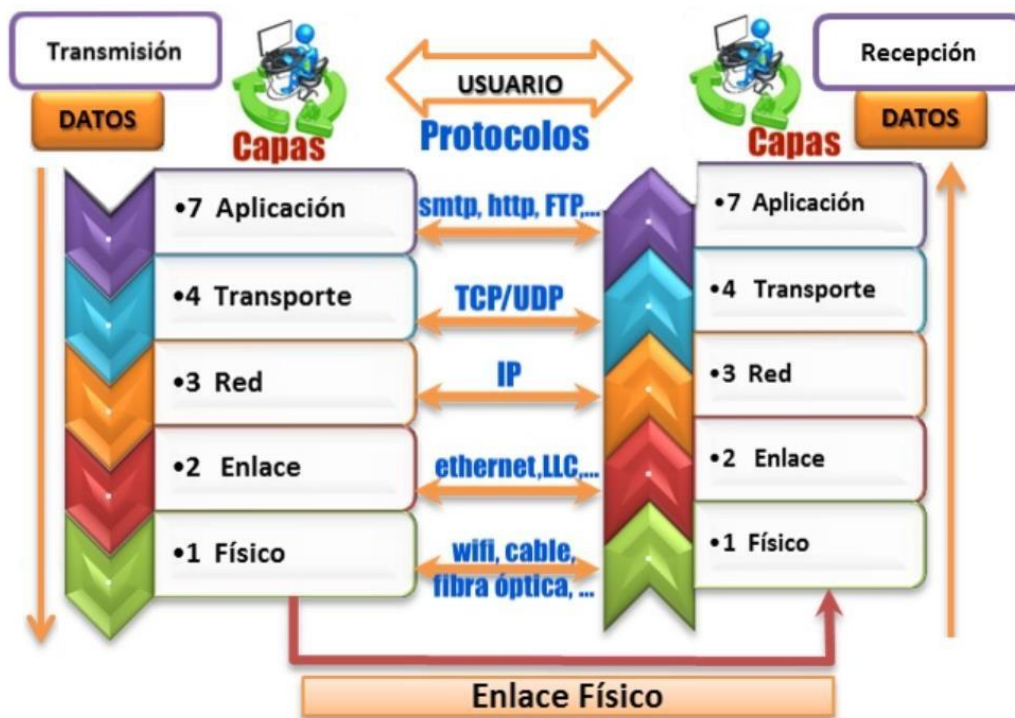 Transmisión
DATOS
Capas
USUARIO
Protocolos
Capas
Recepción
DATOS
•7 Aplicación
smtp, http, FTP,...
•7 Aplicación
•4 Transporte
TCP/UDP
•4 Transporte
•3 Red
IP
•3 Red
•2 Enlace
ethernet,LLC,...
•2 Enlace
•1 Físico
wifi, cable,
fibra óptica, ...
•1 Físico
Enlace Físico